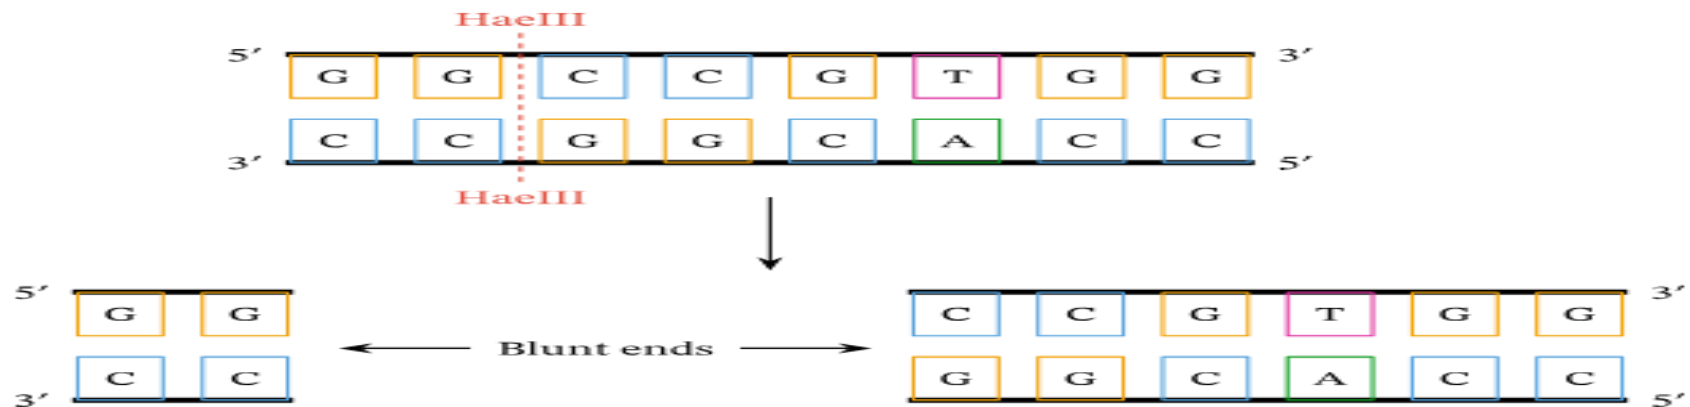 HaeIII
5′ G G C C G T G G 3′
3′ C C G G C A C C 5′
HaeIII
5′ G G C C G T G G 3′
Blunt ends
3′ C C G G C A C C 5′